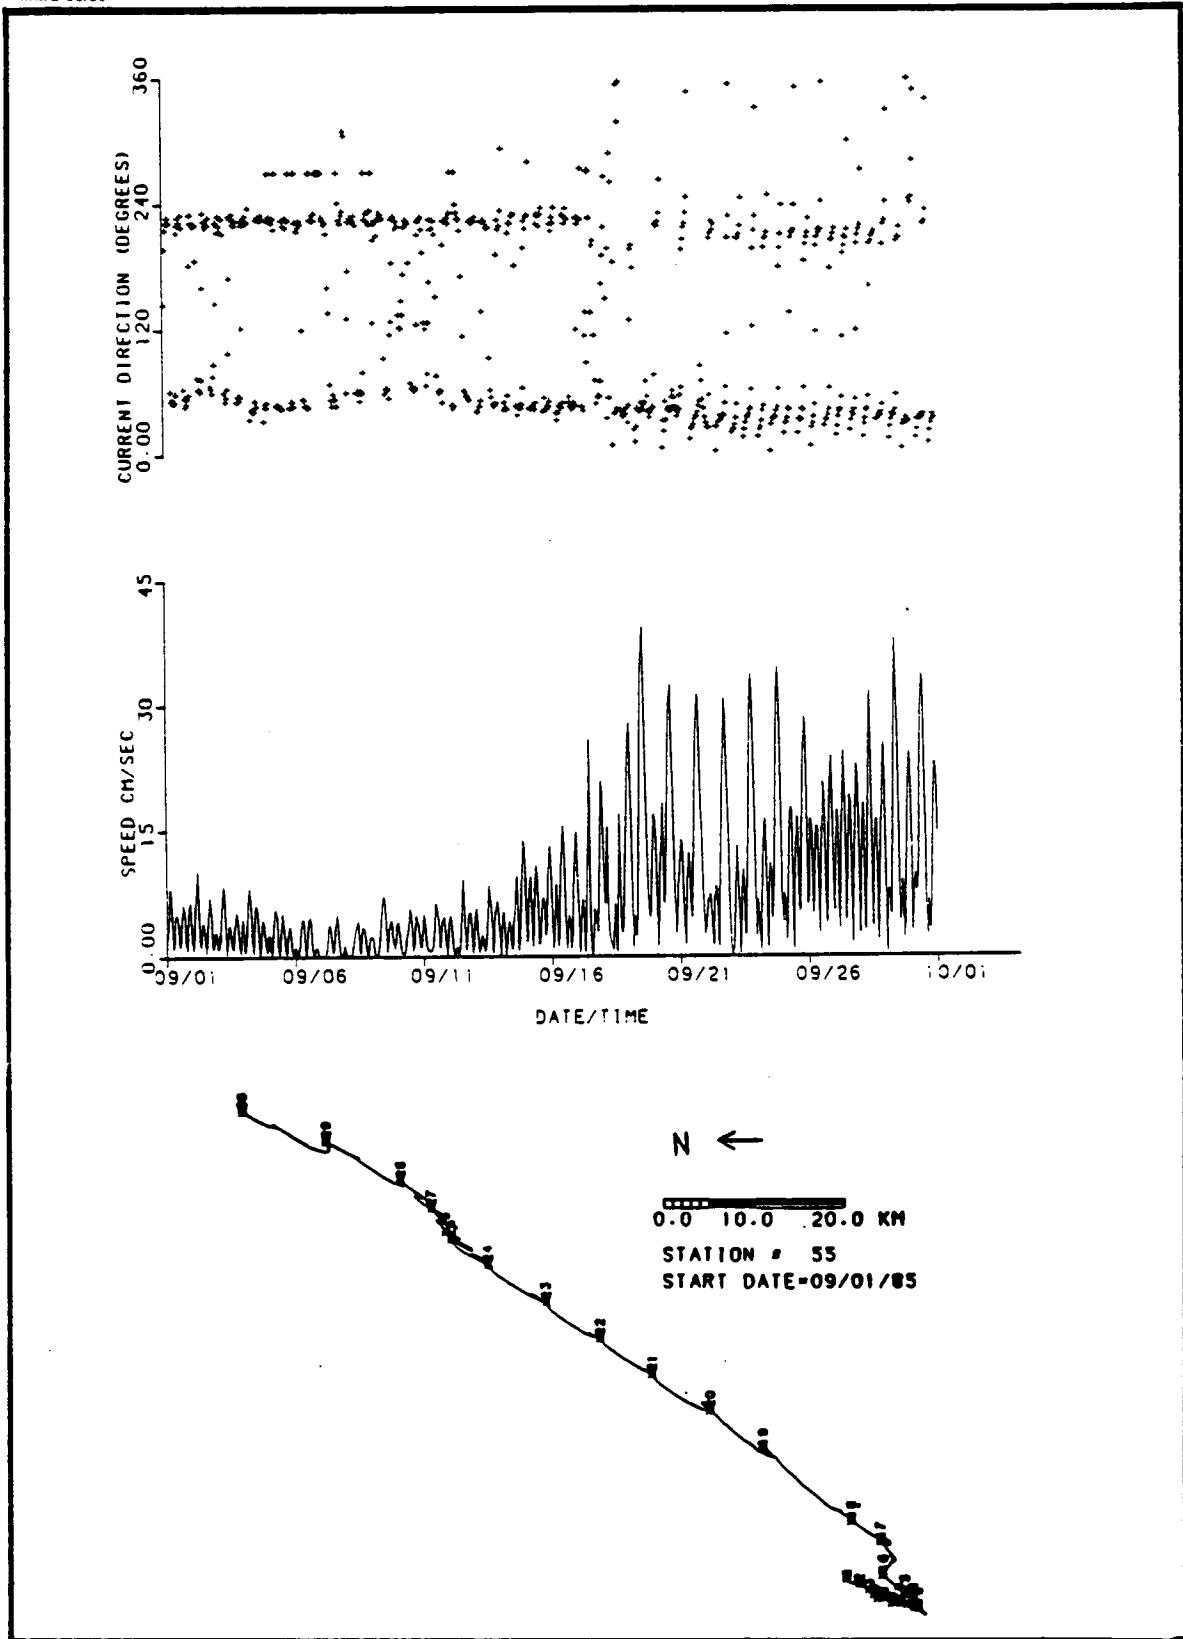 360
240
120
0.00
CURRENT DIRECTION (DEGREES)
45
30
15
0.00
SPEED CM/SEC
09/01 09/06 09/11 09/16 09/21 09/26 10/01
DATE/TIME
N
0.0 10.0 20.0 KM
STATION # 55
START DATE=09/01/85